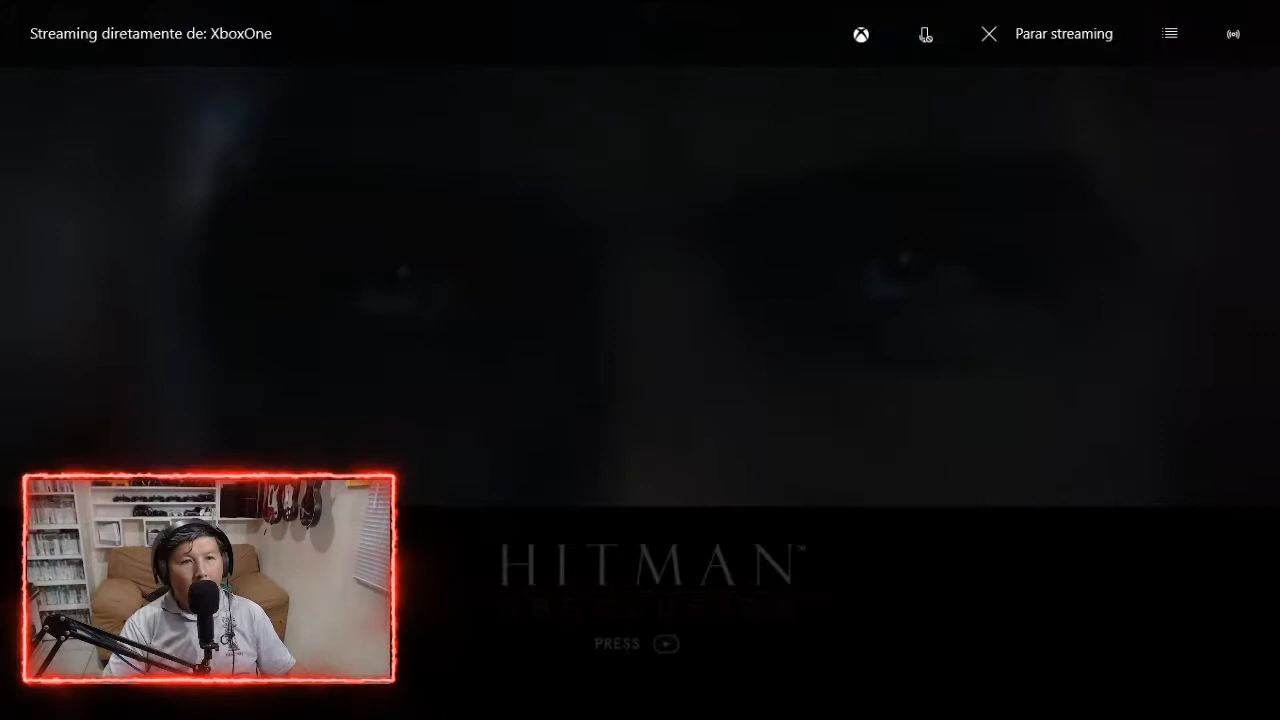 Streaming diretamente de: XboxOne
Parar streaming
HITMAN™
PRESS